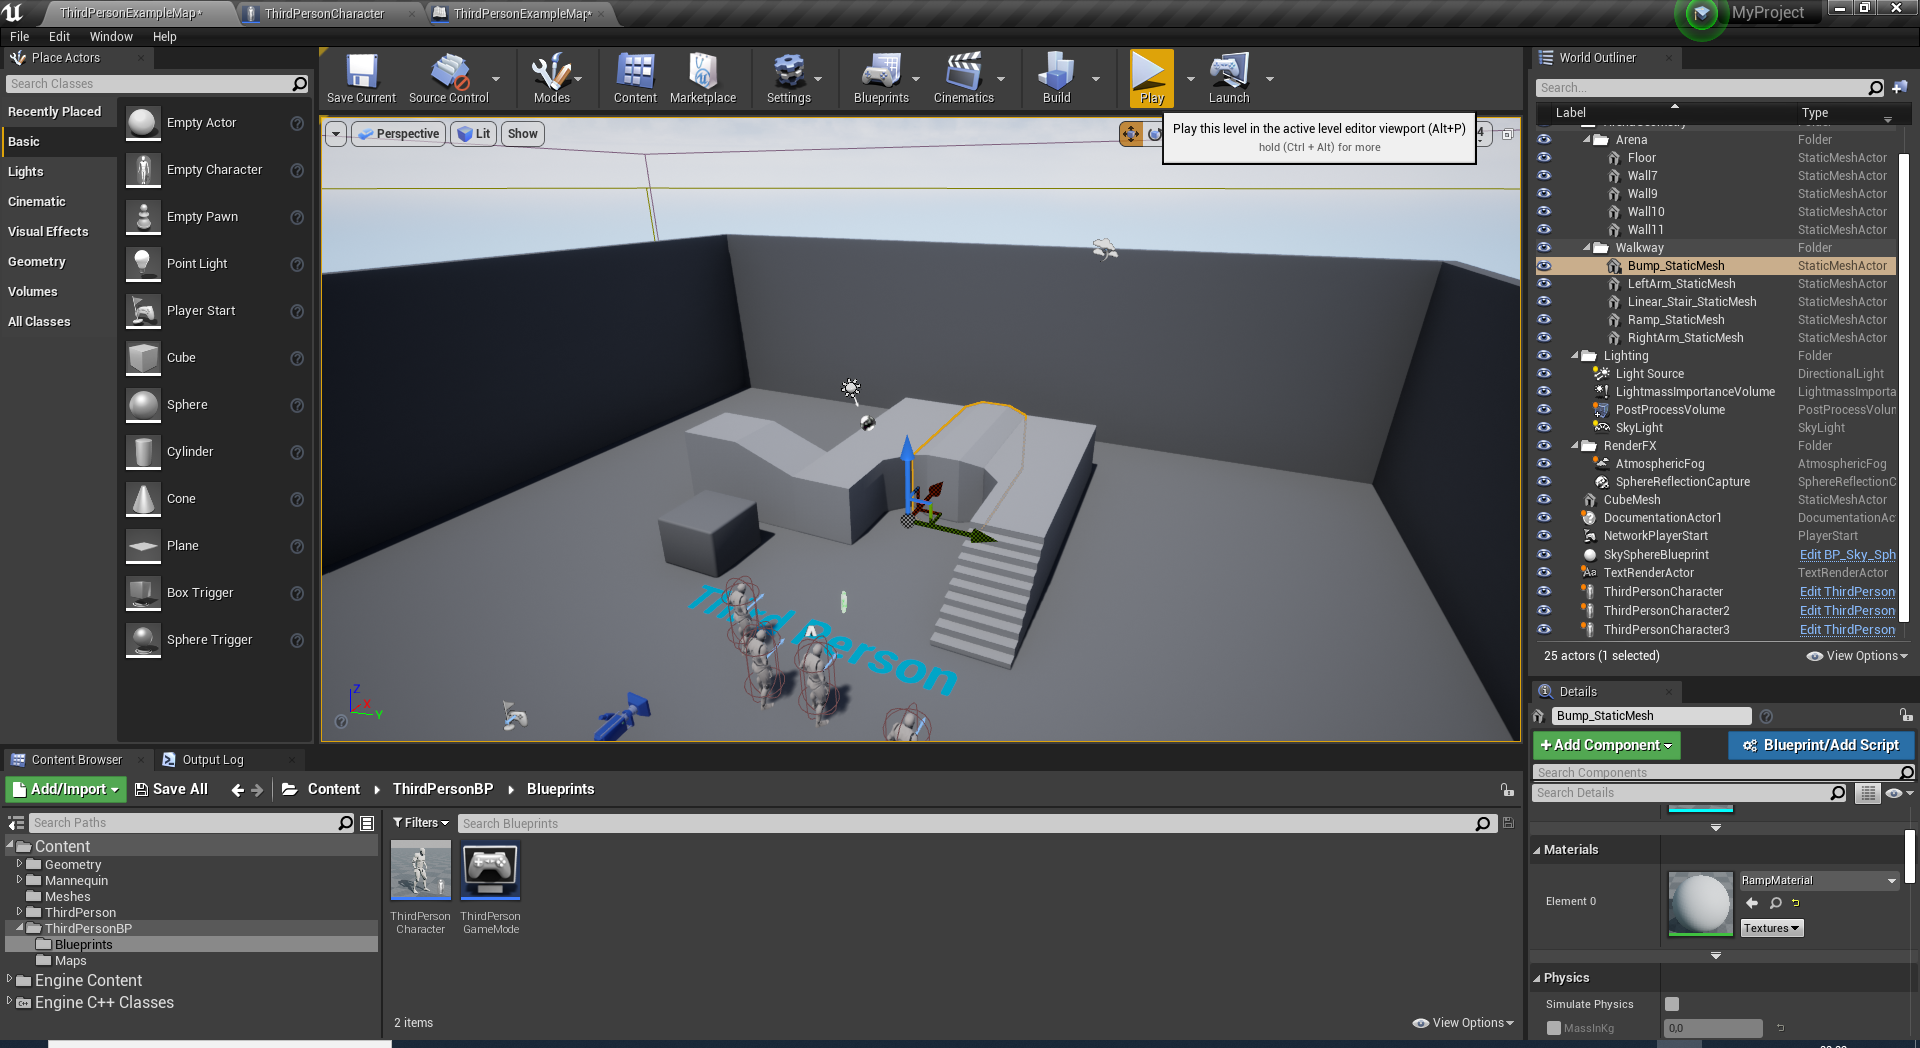 ThirdPersonExampleMap*
ThirdPersonCharacter
ThirdPersonExampleMap*
MyProject
File Edit Window Help
Place Actors
Search Classes
Recently Placed
Basic
Lights
Cinematic
Visual Effects
Geometry
Volumes
All Classes
Empty Actor
Empty Character
Empty Pawn
Point Light
Player Start
Cube
Sphere
Cylinder
Cone
Plane
Box Trigger
Sphere Trigger
Save Current
Source Control
Modes
Content
Marketplace
Settings
Blueprints
Cinematics
Build
Play
Launch
Perspective
Lit
Show
4
Play this level in the active level editor viewport (Alt+P)
hold (Ctrl + Alt) for more
Third Person
Z
X
Y
World Outliner
Search...
Label Type
Folder
Arena Folder
Floor StaticMeshActor
Wall7 StaticMeshActor
Wall9 StaticMeshActor
Wall10 StaticMeshActor
Wall11 StaticMeshActor
Walkway Folder
Bump_StaticMesh StaticMeshActor
LeftArm_StaticMesh StaticMeshActor
Linear_Stair_StaticMesh StaticMeshActor
Ramp_StaticMesh StaticMeshActor
RightArm_StaticMesh StaticMeshActor
Lighting Folder
Light Source DirectionalLight
LightmassImportanceVolume LightmassImporta
PostProcessVolume PostProcessVolum
SkyLight SkyLight
RenderFX Folder
AtmosphericFog AtmosphericFog
SphereReflectionCapture SphereReflectionC
CubeMesh StaticMeshActor
DocumentationActor1 DocumentationAc
NetworkPlayerStart PlayerStart
SkySphereBlueprint Edit BP_Sky_Sph
Aa TextRenderActor TextRenderActor
ThirdPersonCharacter Edit ThirdPerson
ThirdPersonCharacter2 Edit ThirdPerson
ThirdPersonCharacter3 Edit ThirdPerson
25 actors (1 selected)
View Options
Details
Bump_StaticMesh
+Add Component
Blueprint/Add Script
Search Components
Search Details
Materials
Element 0
RampMaterial
Textures
Physics
Simulate Physics
MassInKg
0,0
Content Browser
Output Log
Add/Import
Save All
Content
ThirdPersonBP
Blueprints
Search Paths
Content
Geometry
Mannequin
Meshes
ThirdPerson
ThirdPersonBP
Blueprints
Maps
Engine Content
Engine C++ Classes
Filters
Search Blueprints
ThirdPerson
Character
ThirdPerson
GameMode
2 items
View Options